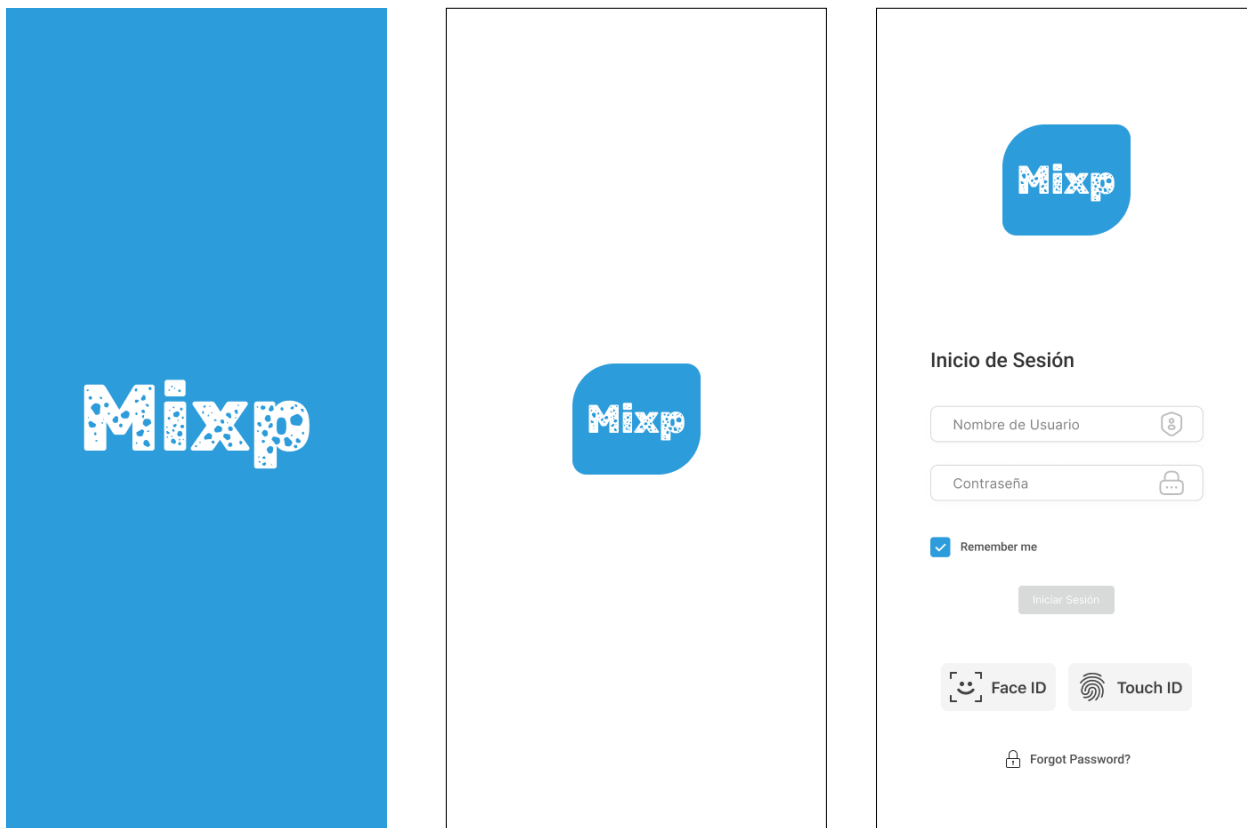 Mixp
Mixp
Mixp
Inicio de Sesión
Nombre de Usuario
Contraseña
Remember me
Iniciar Sesión
Face ID
Touch ID
Forgot Password?